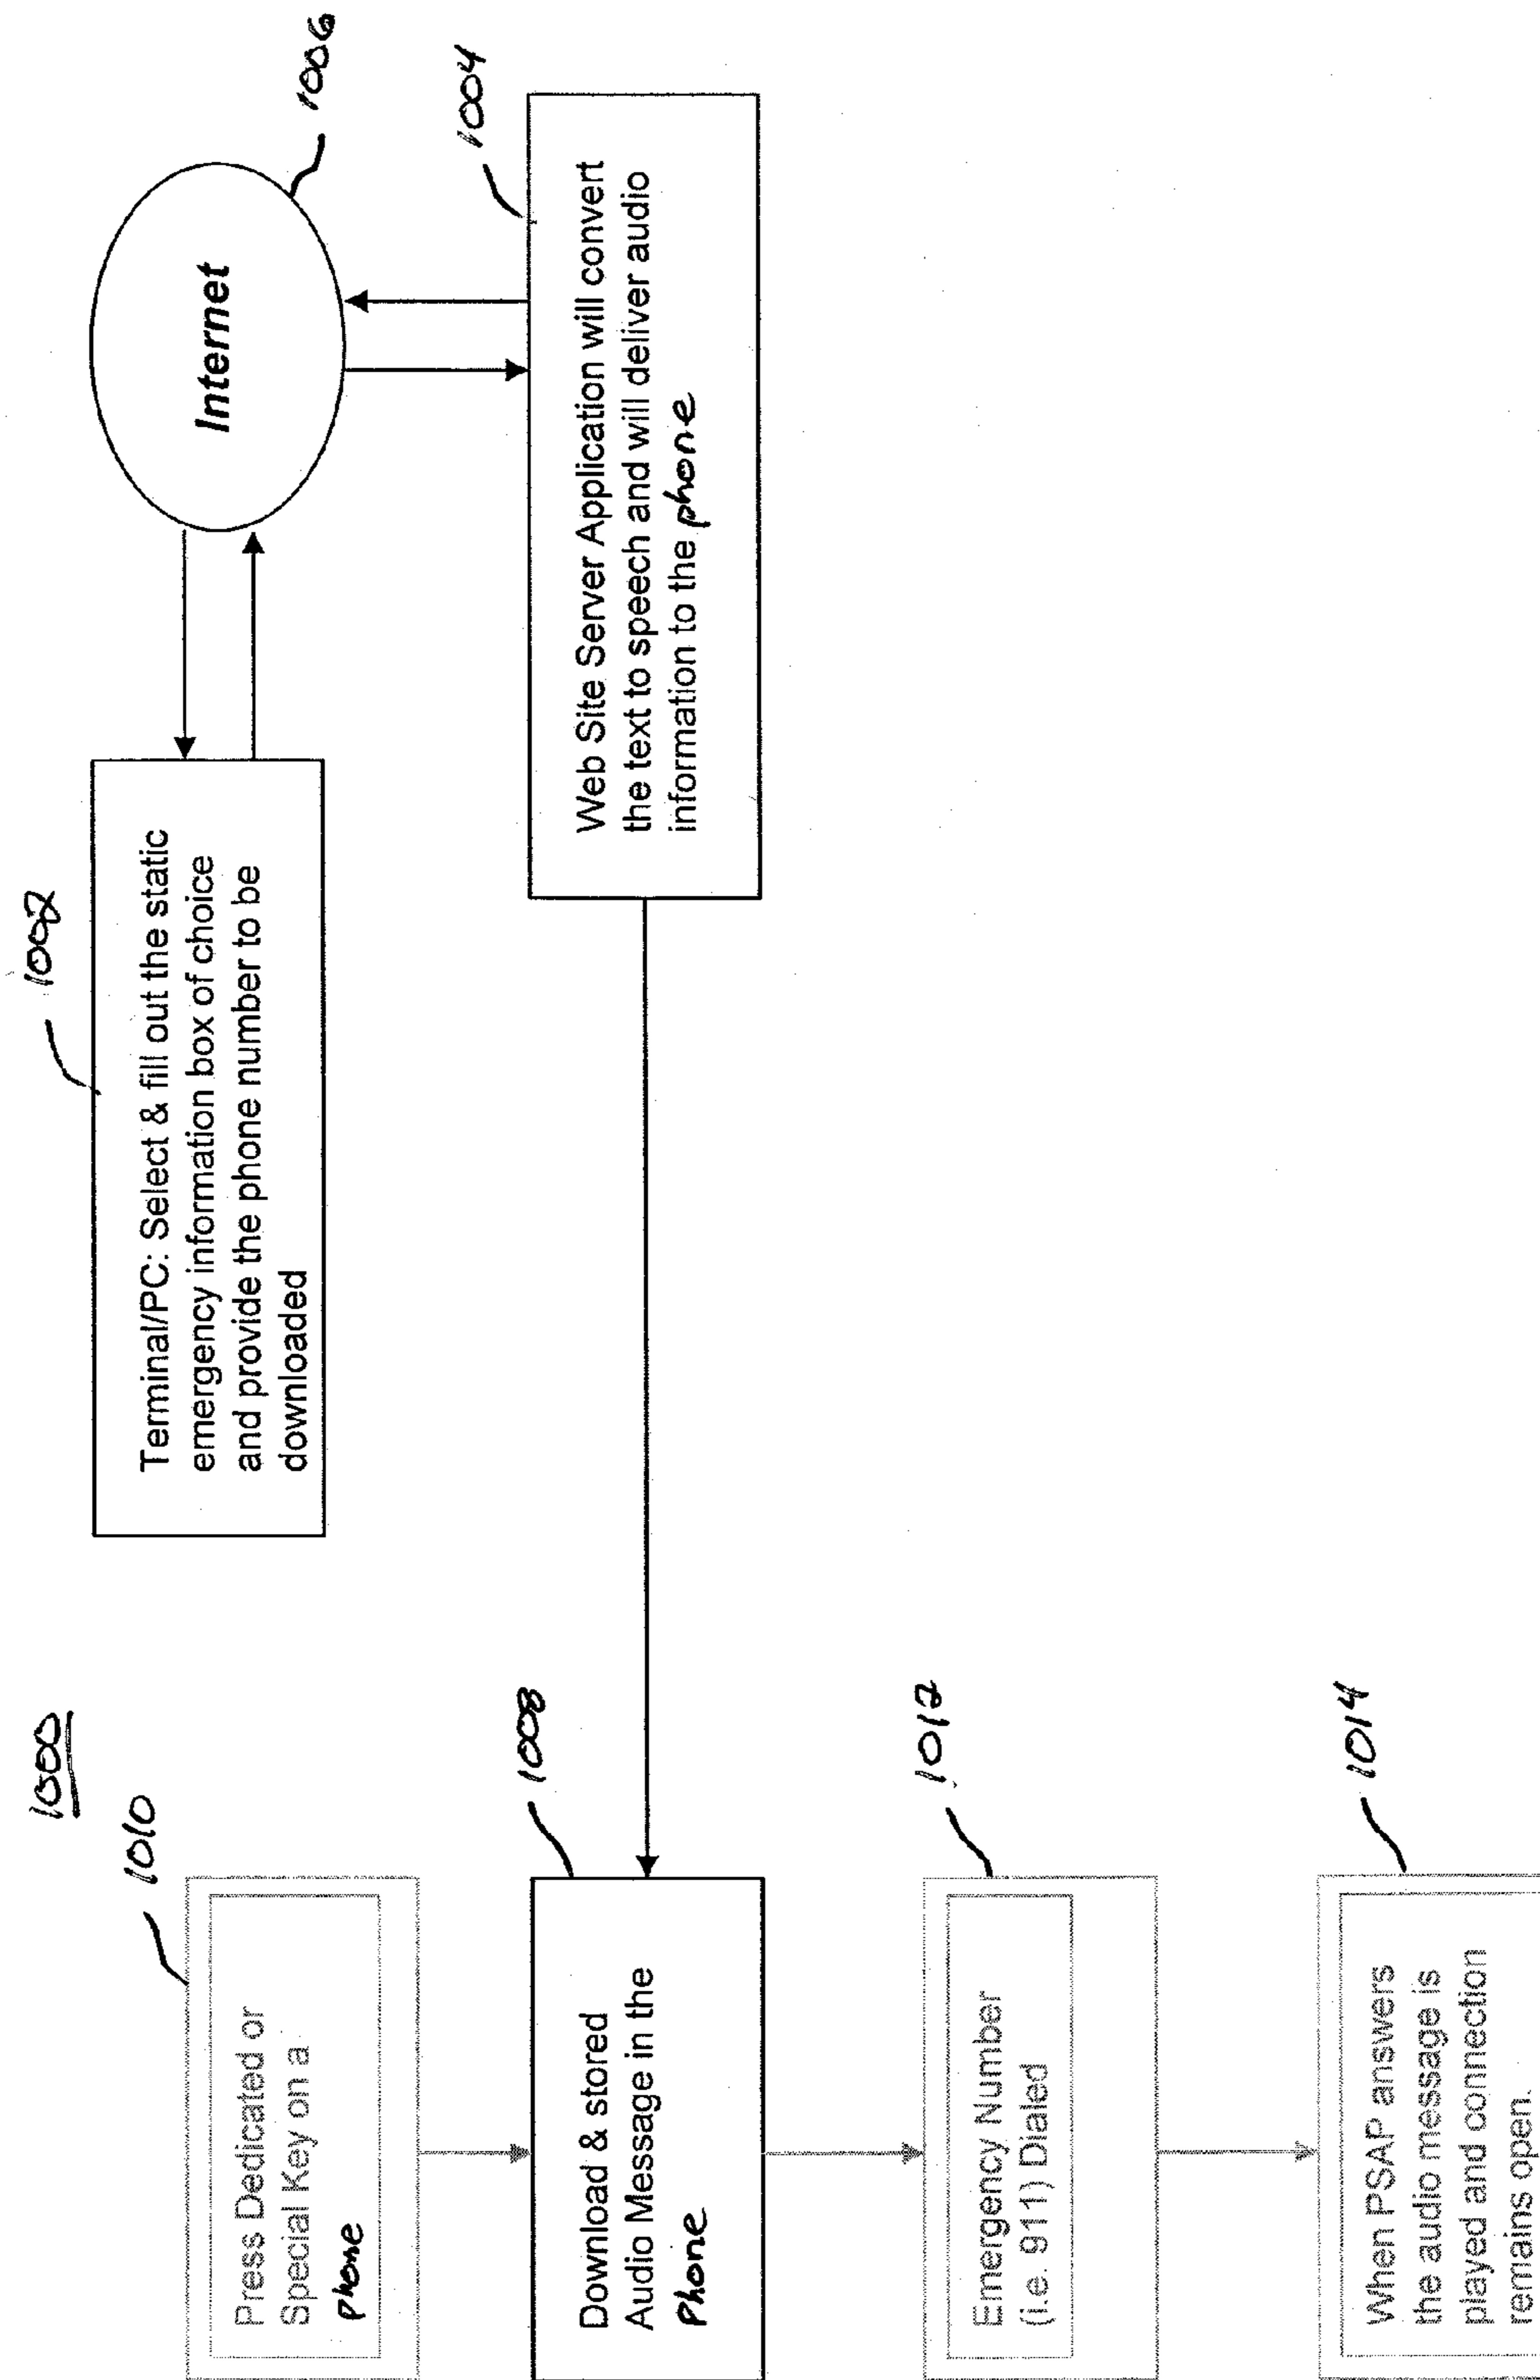 1000
1010
Press Dedicated or
Special Key on a
phone
1008
Download & stored
Audio Message in the
Phone
1012
Emergency Number
(i.e. 911) Dialed
1014
When PSAP answers
the audio message is
played and connection
remains open.
1002
Terminal/PC: Select & fill out the static
emergency information box of choice
and provide the phone number to be
downloaded
Internet
1006
1004
Web Site Server Application will convert
the text to speech and will deliver audio
information to the phone